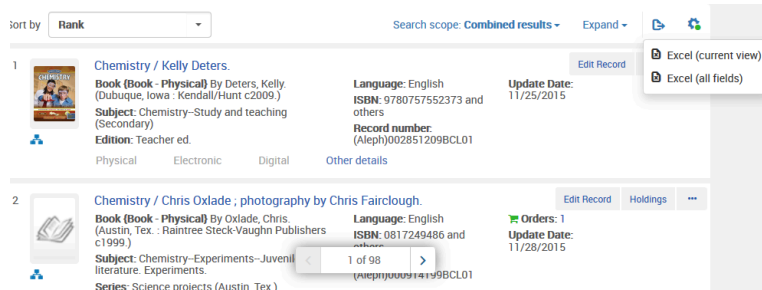 Sort by Rank Search scope: Combined results Expand
Excel (current view)
Excel (all fields)
1 Chemistry / Kelly Deters. Edit Record
CHEMISTRY
Book {Book - Physical} By Deters, Kelly.
(Dubuque, Iowa : Kendall/Hunt c2009.)
Subject: Chemistry--Study and teaching
(Secondary)
Edition: Teacher ed.
Language: English
ISBN: 9780757552373 and
others
Record number:
(Aleph)002851209BCL01
Update Date:
11/25/2015
Physical Electronic Digital Other details
2 Chemistry / Chris Oxlade ; photography by Chris Fairclough. Edit Record Holdings ...
Book {Book - Physical} By Oxlade, Chris.
(Austin, Tex. : Raintree Steck-Vaughn Publishers
c1999.)
Subject: Chemistry--Experiments--Juvenil
literature. Experiments.
Series: Science projects (Austin, Tex.)
Language: English
ISBN: 0817249486 and
others
(Aleph)000914199BCL01
Orders: 1
Update Date:
11/28/2015
< 1 of 98 >